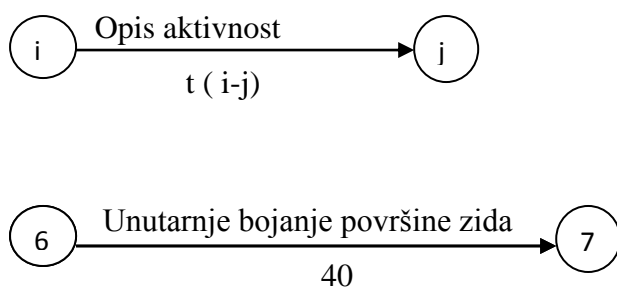 Opis aktivnost
i j
t ( i-j)
Unutarnje bojanje površine zida
6 7
40